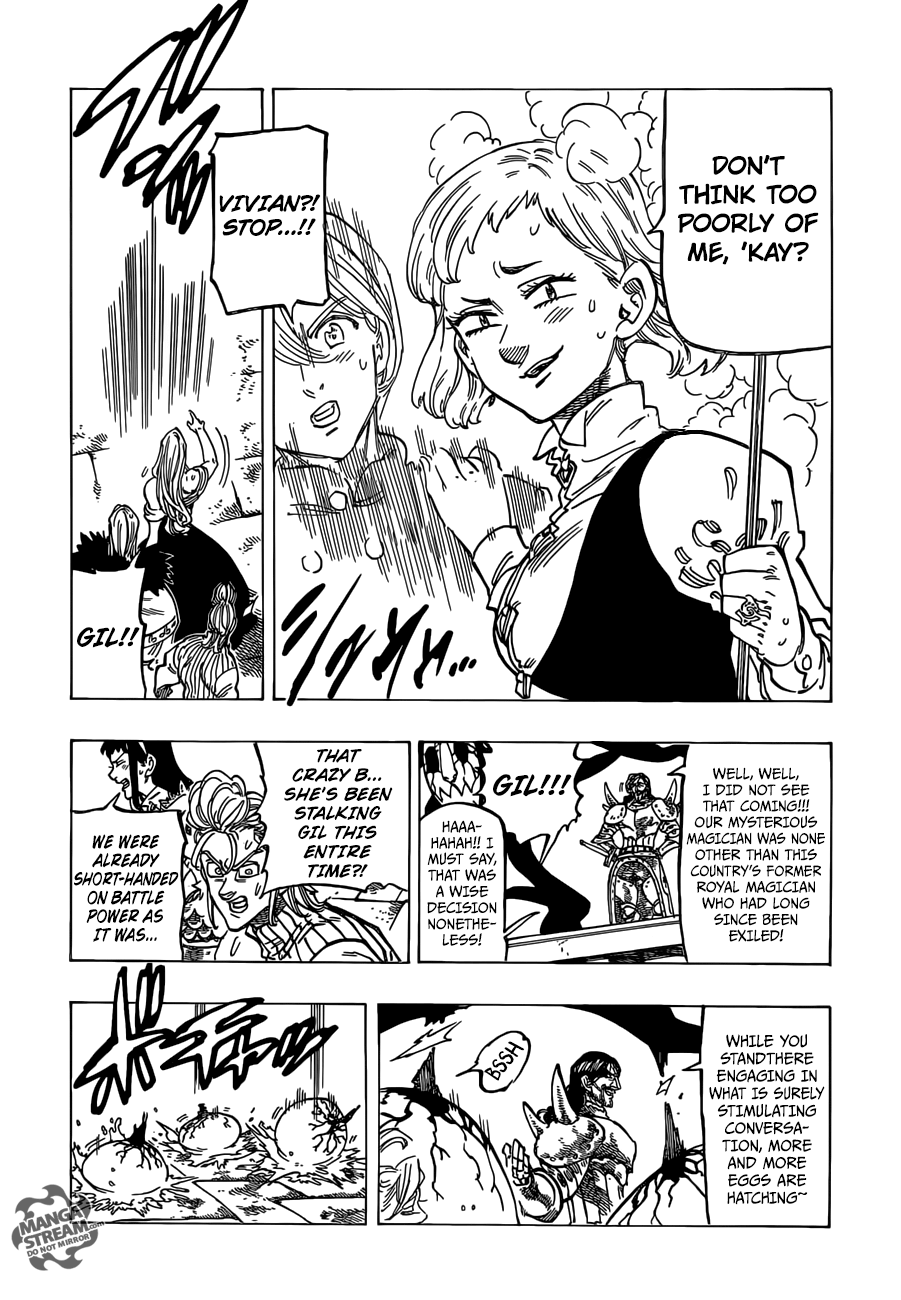 DON'T
THINK TOO
POORLY OF
ME, 'KAY?
VIVIAN?!
STOP...!!
GIL!!
WELL, WELL,
I DID NOT SEE
THAT COMING!!!
OUR MYSTERIOUS
MAGICIAN WAS NONE
OTHER THAN THIS
COUNTRY'S FORMER
ROYAL MAGICIAN
WHO HAD LONG
SINCE BEEN
EXILED!
GIL!!!
HAAA-
HAHAH!! I
MUST SAY,
THAT WAS
A WISE
DECISION
NONETHE-
LESS!
THAT
CRAZY B...
SHE'S BEEN
STALKING
GIL THIS
ENTIRE
TIME?!
WE WERE
ALREADY
SHORT-HANDED
ON BATTLE
POWER AS
IT WAS...
WHILE YOU
STANDTHERE
ENGAGING IN
WHAT IS SURELY
STIMULATING
CONVERSA-
TION, MORE
AND MORE
EGGS ARE
HATCHING~
BSSH
MANGA
STREAM.com
DO NOT MIRROR